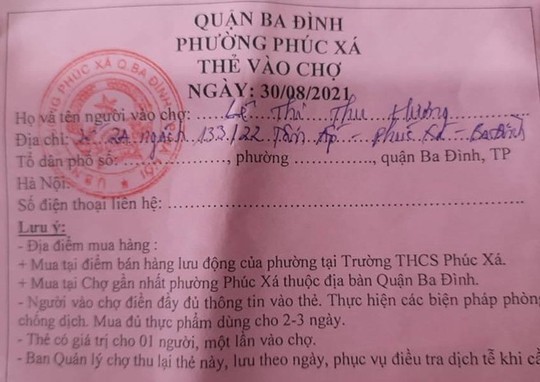 QUẬN BA ĐÌNH
PHƯỜNG PHÚC XÁ
THẺ VÀO CHỢ
NGÀY: 30/08/2021
Họ và tên người vào chợ: Lê Thị Thu Hương
Địa chỉ: 2A ngách 133/22 Tân Ấp - Phúc Xá - Ba Đình
Tổ dân phố số:..................., phường ..............., quận Ba Đình, TP
Hà Nội.
Số điện thoại liên hệ:..........................................................
Lưu ý:
- Địa điểm mua hàng :
+ Mua tại điểm bán hàng lưu động của phường tại Trường THCS Phúc Xá.
+ Mua tại Chợ gần nhất phường Phúc Xá thuộc địa bàn Quận Ba Đình.
- Người vào chợ điền đầy đủ thông tin vào thẻ. Thực hiện các biện pháp phòng
chống dịch. Mua đủ thực phẩm dùng cho 2-3 ngày.
- Thẻ có giá trị cho 01 người, một lần vào chợ.
- Ban Quản lý chợ thu lại thẻ này, lưu theo ngày, phục vụ điều tra dịch tễ khi